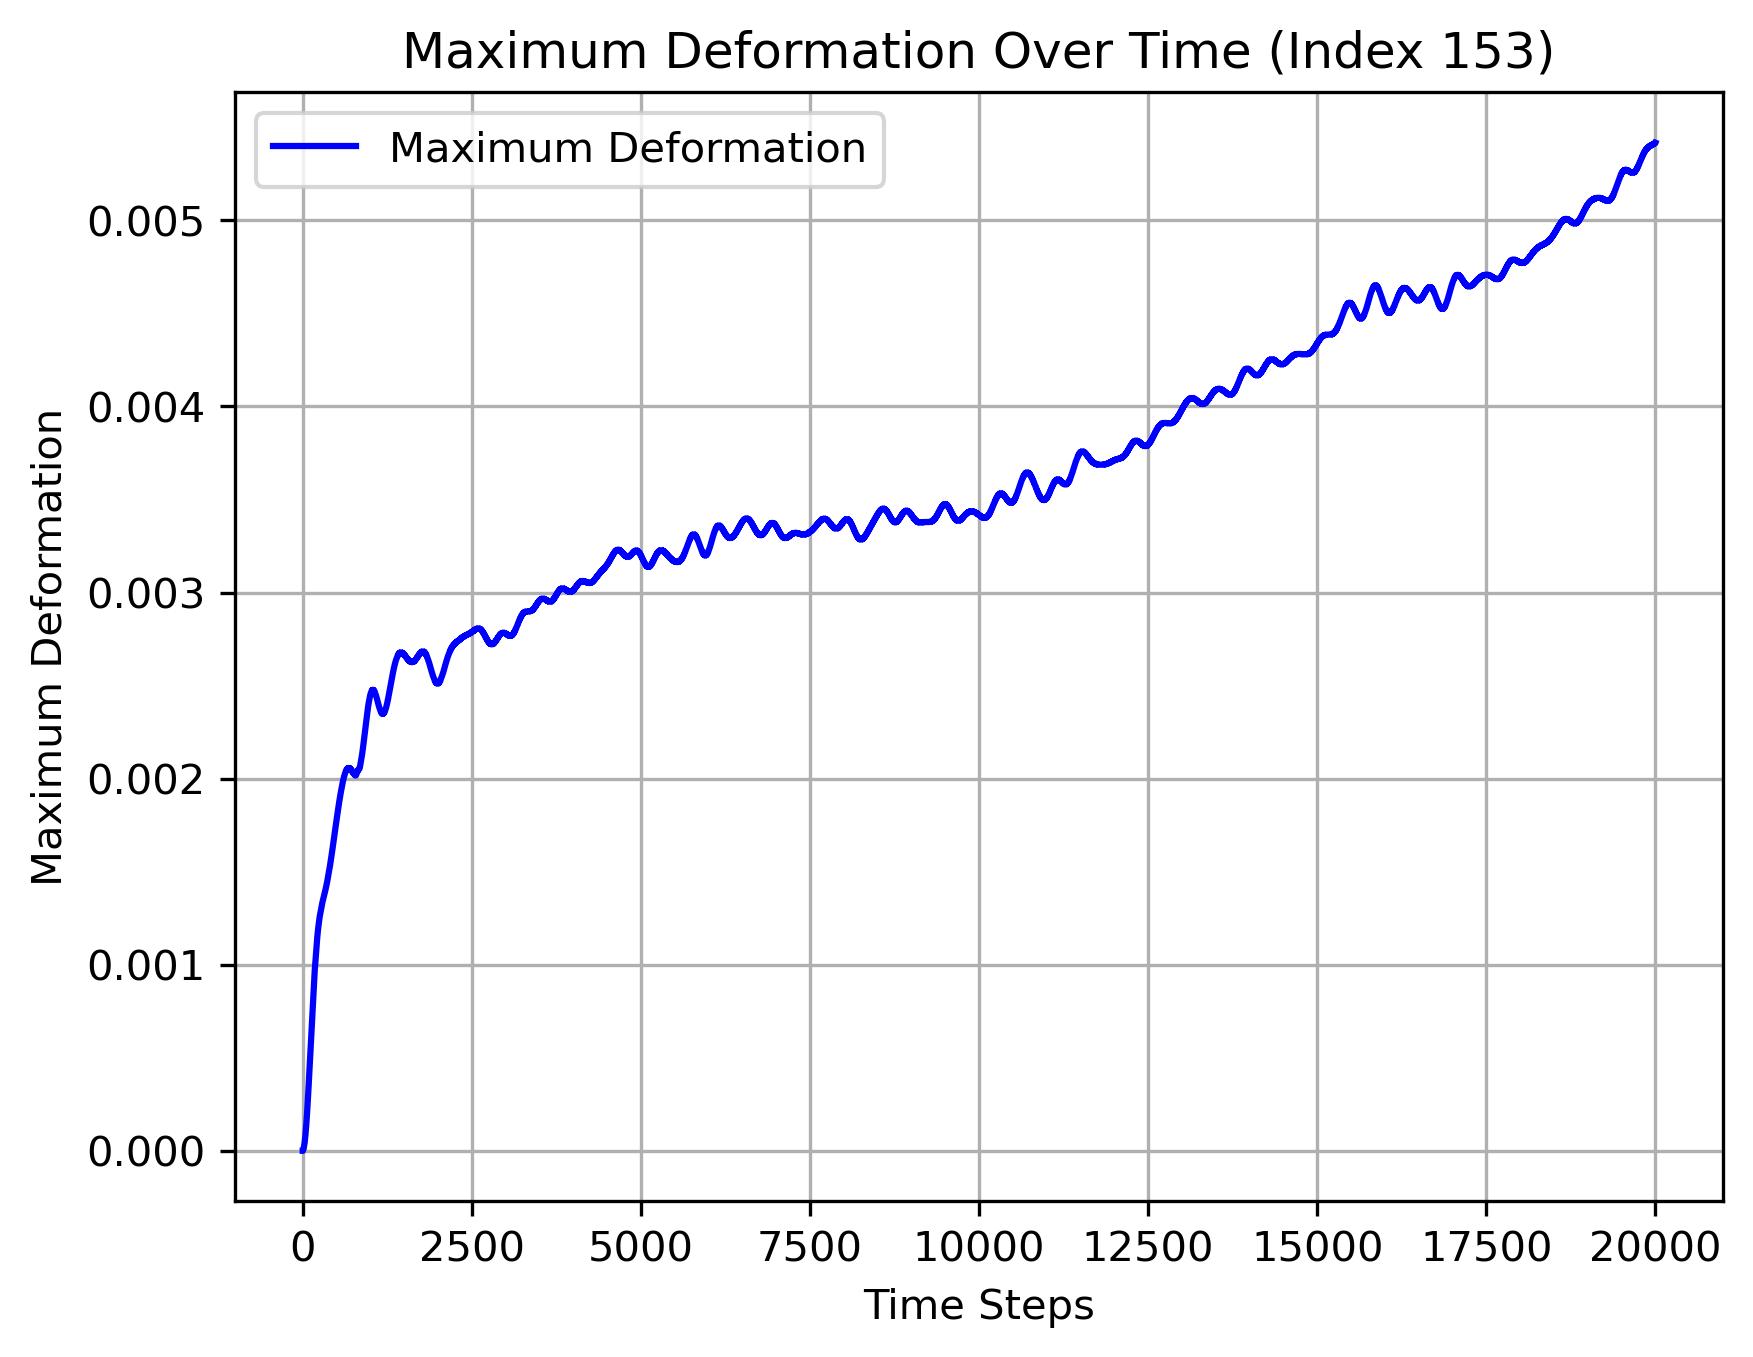 Maximum Deformation Over Time (Index 153)
Maximum Deformation
Maximum Deformation
0.005
0.004
0.003
0.002
0.001
0.000
0 2500 5000 7500 10000 12500 15000 17500 20000
Time Steps